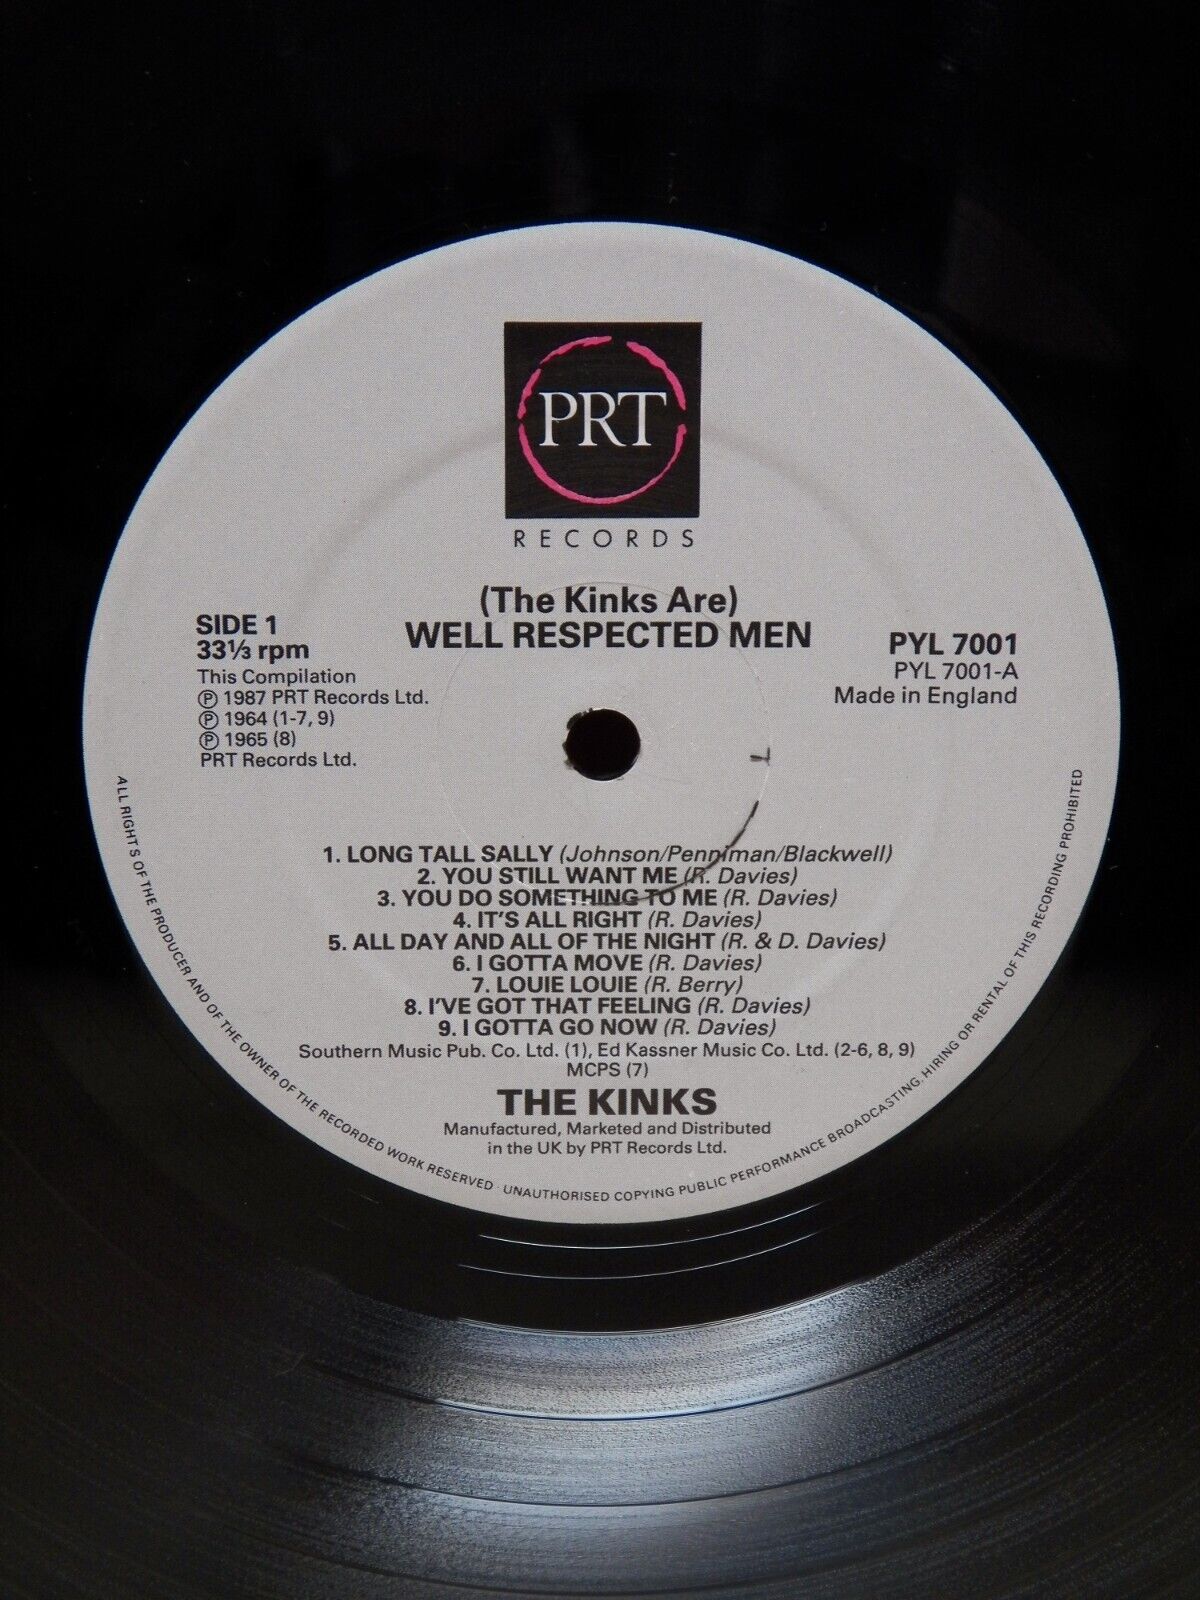 PRT
RECORDS
(The Kinks Are)
WELL RESPECTED MEN
SIDE 1
33⅓ rpm
This Compilation
℗ 1987 PRT Records Ltd.
℗ 1964 (1-7, 9)
℗ 1965 (8)
PRT Records Ltd.
PYL 7001
PYL 7001-A
Made in England
1. LONG TALL SALLY (Johnson/Penniman/Blackwell)
2. YOU STILL WANT ME (R. Davies)
3. YOU DO SOMETHING TO ME (R. Davies)
4. IT'S ALL RIGHT (R. Davies)
5. ALL DAY AND ALL OF THE NIGHT (R. & D. Davies)
6. I GOTTA MOVE (R. Davies)
7. LOUIE LOUIE (R. Berry)
8. I'VE GOT THAT FEELING (R. Davies)
9. I GOTTA GO NOW (R. Davies)
Southern Music Pub. Co. Ltd. (1), Ed Kassner Music Co. Ltd. (2-6, 8, 9)
MCPS (7)
THE KINKS
Manufactured, Marketed and Distributed
in the UK by PRT Records Ltd.
ALL RIGHTS OF THE PRODUCER AND OF THE OWNER OF THE RECORDED WORK RESERVED · UNAUTHORISED COPYING PUBLIC PERFORMANCE BROADCASTING, HIRING OR RENTAL OF THIS RECORDING PROHIBITED